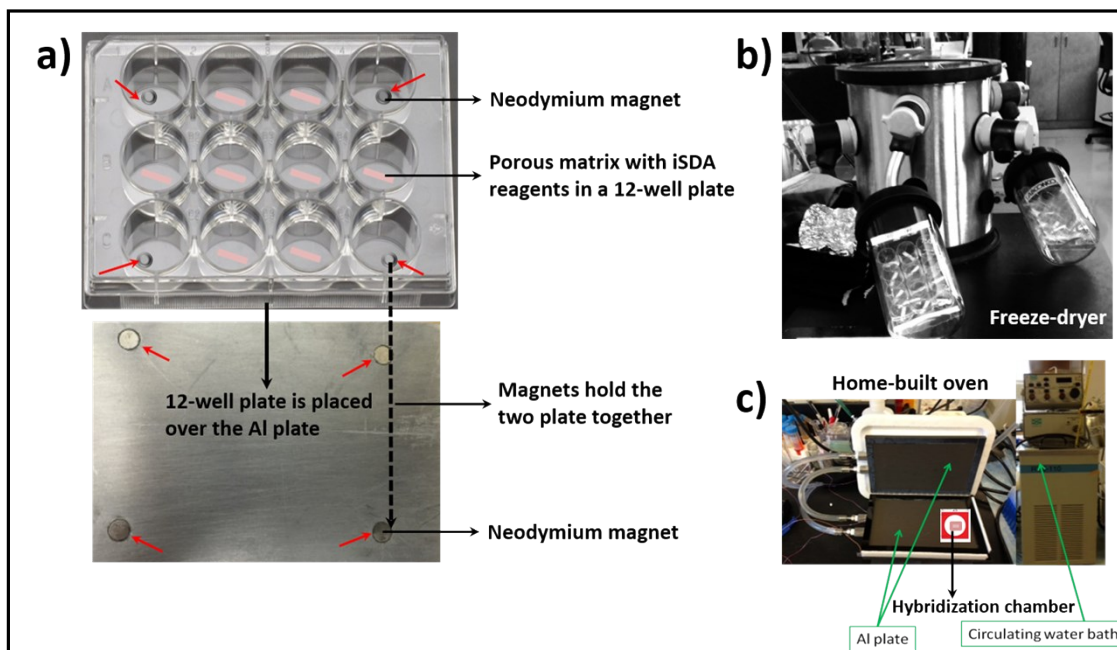 a)
Neodymium magnet
Porous matrix with iSDA
reagents in a 12-well plate
12-well plate is placed
over the Al plate
Magnets hold the
two plate together
Neodymium magnet
b)
Freeze-dryer
c)
Home-built oven
Hybridization chamber
Al plate
Circulating water bath